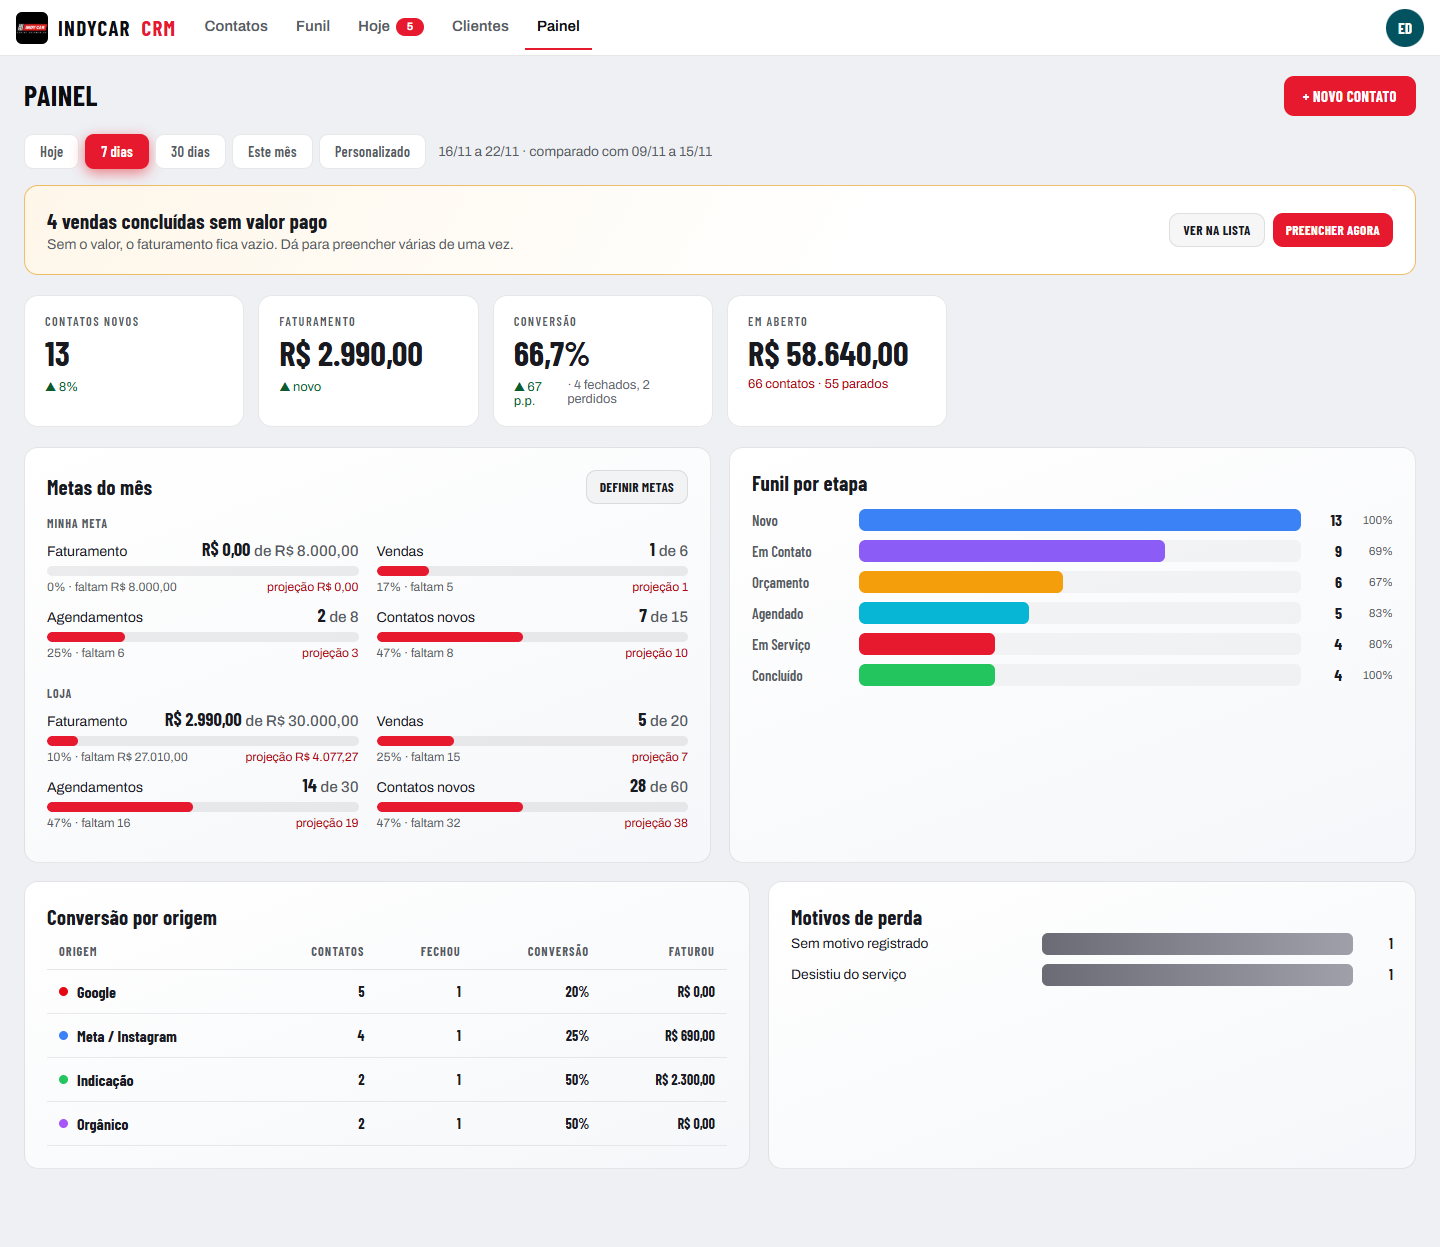 INDYCAR CRM
Contatos
Funil
Hoje 5
Clientes
Painel
ED
PAINEL
+ NOVO CONTATO
Hoje
7 dias
30 dias
Este mês
Personalizado
16/11 a 22/11 · comparado com 09/11 a 15/11
4 vendas concluídas sem valor pago
Sem o valor, o faturamento fica vazio. Dá para preencher várias de uma vez.
VER NA LISTA
PREENCHER AGORA
CONTATOS NOVOS
13
▲ 8%
FATURAMENTO
R$ 2.990,00
▲ novo
CONVERSÃO
66,7%
▲ 67 p.p.
· 4 fechados, 2 perdidos
EM ABERTO
R$ 58.640,00
66 contatos · 55 parados
Metas do mês
DEFINIR METAS
MINHA META
Faturamento R$ 0,00 de R$ 8.000,00
0% · faltam R$ 8.000,00 projeção R$ 0,00
Vendas 1 de 6
17% · faltam 5 projeção 1
Agendamentos 2 de 8
25% · faltam 6 projeção 3
Contatos novos 7 de 15
47% · faltam 8 projeção 10
LOJA
Faturamento R$ 2.990,00 de R$ 30.000,00
10% · faltam R$ 27.010,00 projeção R$ 4.077,27
Vendas 5 de 20
25% · faltam 15 projeção 7
Agendamentos 14 de 30
47% · faltam 16 projeção 19
Contatos novos 28 de 60
47% · faltam 32 projeção 38
Funil por etapa
Novo 13 100%
Em Contato 9 69%
Orçamento 6 67%
Agendado 5 83%
Em Serviço 4 80%
Concluído 4 100%
Conversão por origem
ORIGEM CONTATOS FECHOU CONVERSÃO FATUROU
Google 5 1 20% R$ 0,00
Meta / Instagram 4 1 25% R$ 690,00
Indicação 2 1 50% R$ 2.300,00
Orgânico 2 1 50% R$ 0,00
Motivos de perda
Sem motivo registrado 1
Desistiu do serviço 1